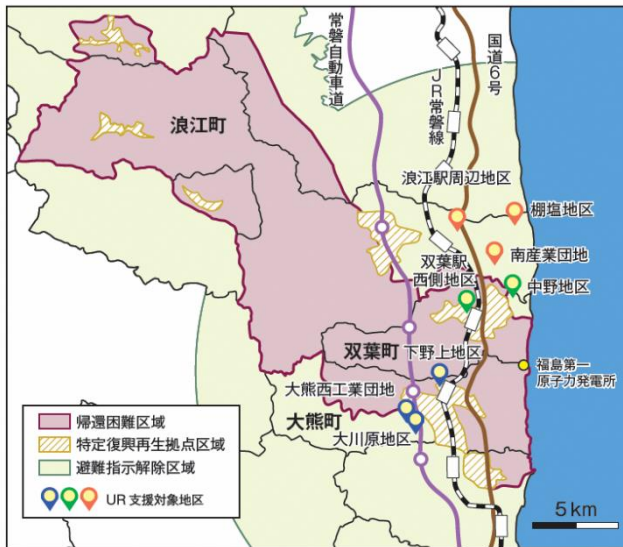 常磐自動車道
JR常磐線
国道6号
浪江町
浪江駅周辺地区
棚塩地区
南産業団地
双葉駅
西側地区
中野地区
双葉町
下野上地区
福島第一
原子力発電所
大熊西工業団地
大熊町
大川原地区
帰還困難区域
特定復興再生拠点区域
避難指示解除区域
UR支援対象地区
5km